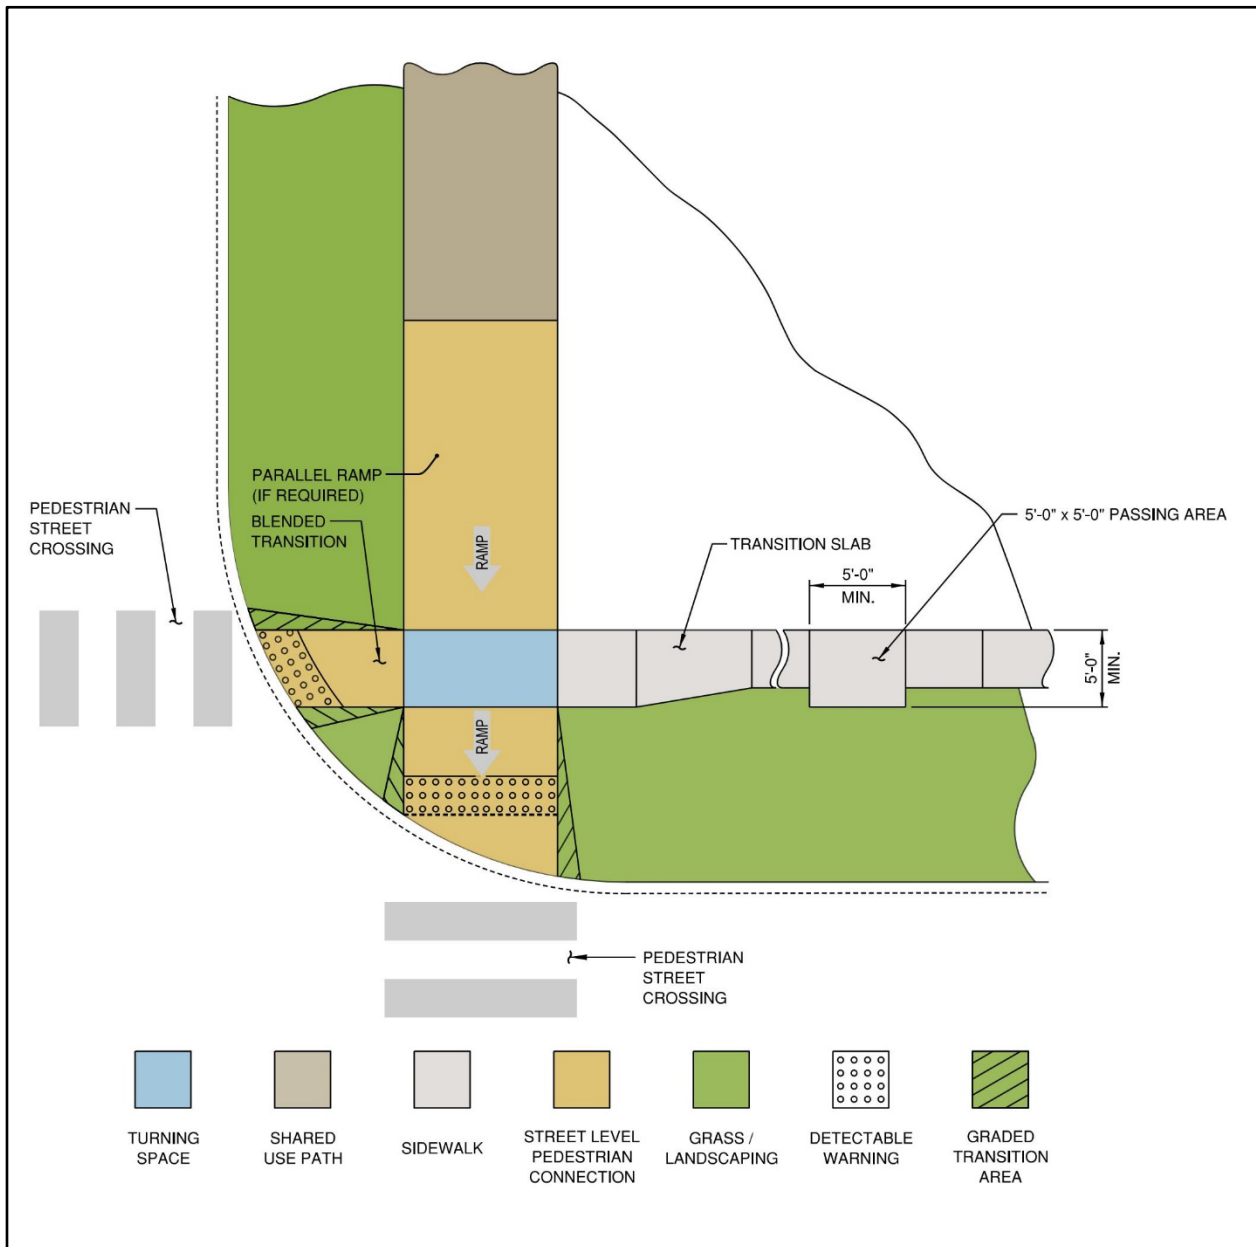 PARALLEL RAMP
(IF REQUIRED)
BLENDED
TRANSITION
PEDESTRIAN
STREET
CROSSING
RAMP
TRANSITION SLAB
5'-0" x 5'-0" PASSING AREA
5'-0"
MIN.
5'-0"
MIN.
RAMP
PEDESTRIAN
STREET
CROSSING
TURNING
SPACE
SHARED
USE PATH
SIDEWALK
STREET LEVEL
PEDESTRIAN
CONNECTION
GRASS /
LANDSCAPING
DETECTABLE
WARNING
GRADED
TRANSITION
AREA